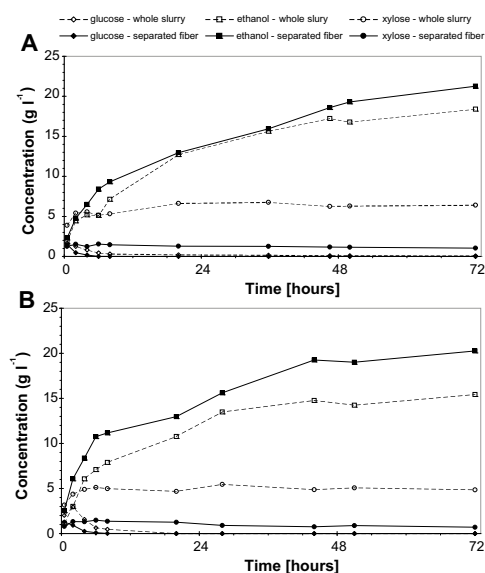 glucose - whole slurry ethanol - whole slury xylose - whole slurry
glucose - separated fiber ethanol - separated fiber xylose - separated fiber
A
25
20
15
10
5
0
Concentration (g l-1)
0 24 48 72
Time [hours]
B
25
20
15
10
5
0
Concentration (g l-1)
0 24 48 72
Time [hours]